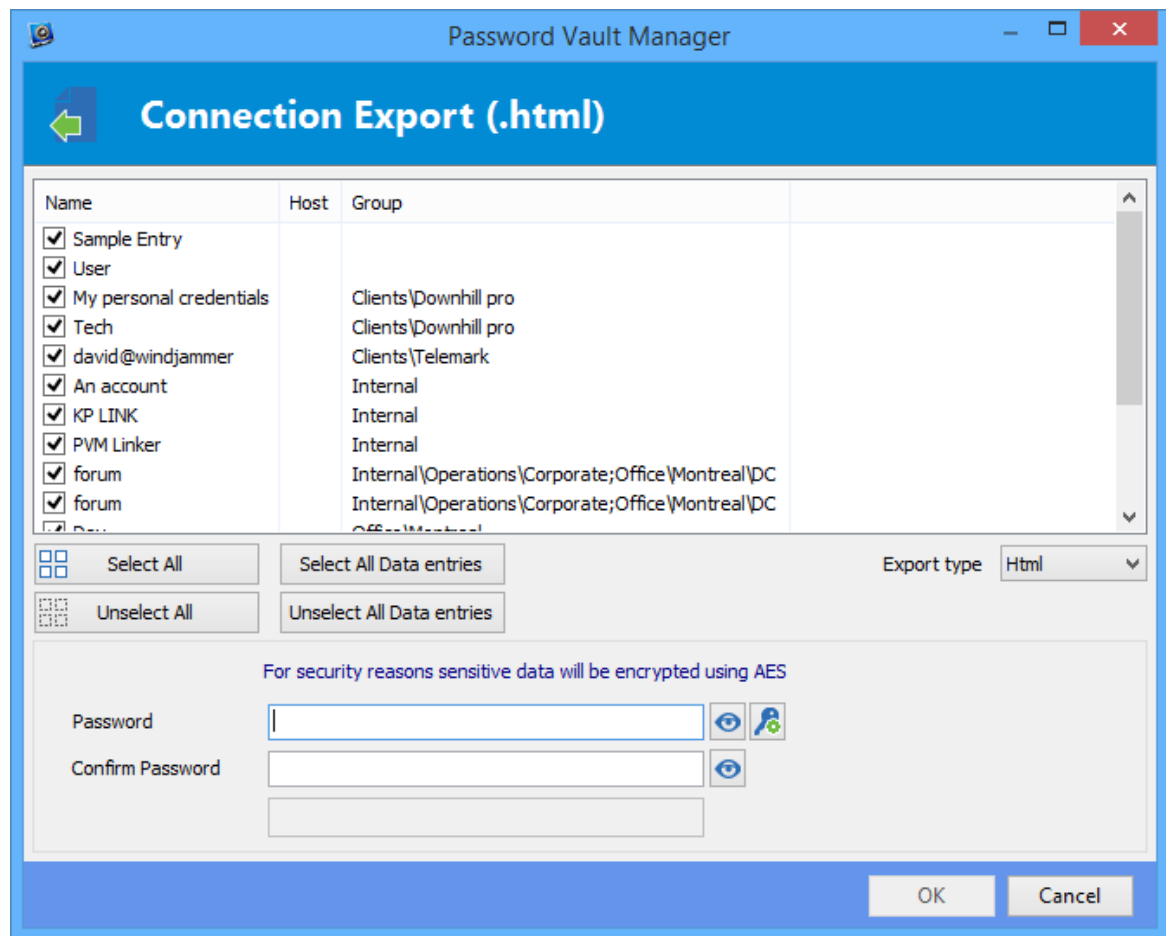 Password Vault Manager
Connection Export (.html)
Name Host Group
Sample Entry
User
My personal credentials Clients\Downhill pro
Tech Clients\Downhill pro
david@windjammer Clients\Telemark
An account Internal
KP LINK Internal
PVM Linker Internal
forum Internal\Operations\Corporate;Office\Montreal\DC
forum Internal\Operations\Corporate;Office\Montreal\DC
Office\Montreal
Select All Select All Data entries Export type Html
Unselect All Unselect All Data entries
For security reasons sensitive data will be encrypted using AES
Password
Confirm Password
OK Cancel